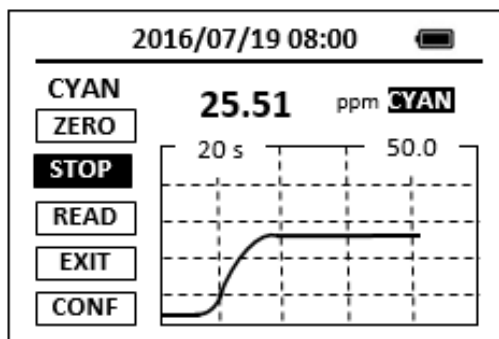 2016/07/19 08:00
CYAN
25.51 ppm CYAN
ZERO
20 s 50.0
STOP
READ
EXIT
CONF